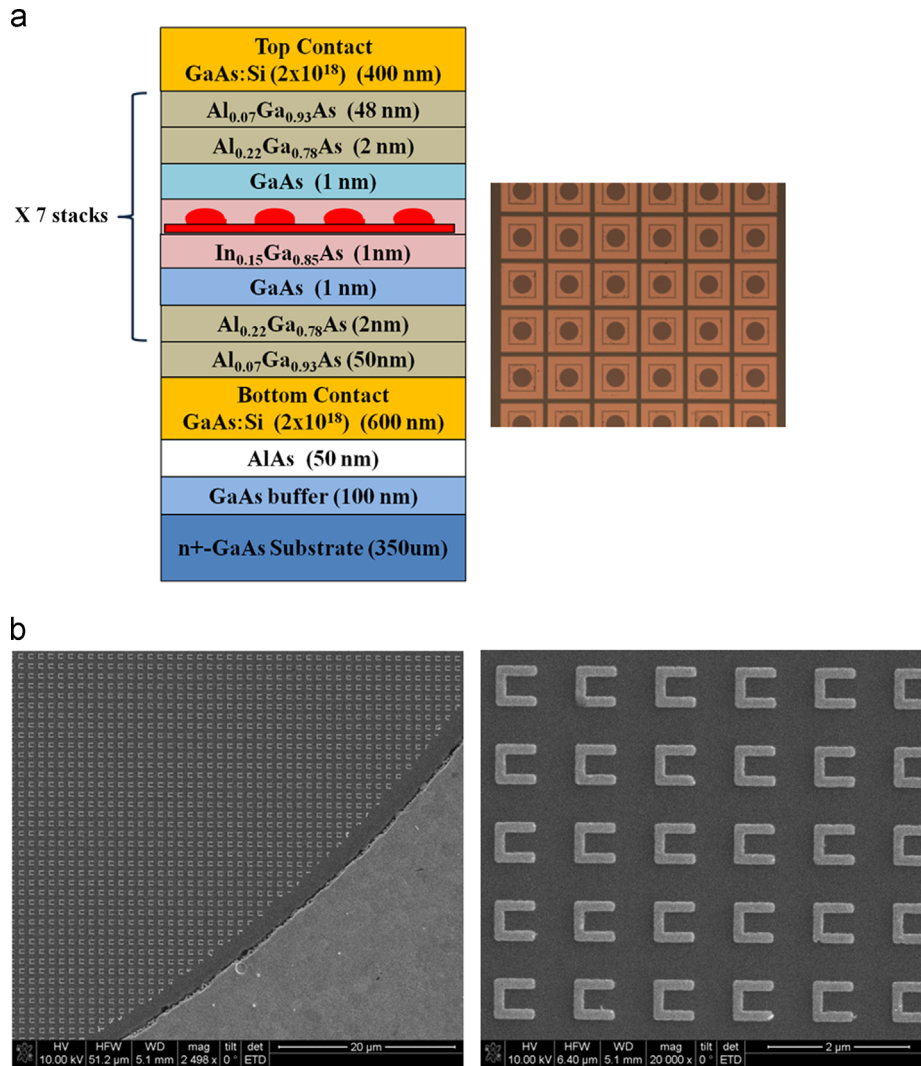 a
Top Contact
GaAs:Si (2x10¹⁸) (400 nm)
Al₀.₀₇Ga₀.₉₃As (48 nm)
Al₀.₂₂Ga₀.₇₈As (2 nm)
GaAs (1 nm)
X 7 stacks
In₀.₁₅Ga₀.₈₅As (1nm)
GaAs (1 nm)
Al₀.₂₂Ga₀.₇₈As (2nm)
Al₀.₀₇Ga₀.₉₃As (50nm)
Bottom Contact
GaAs:Si (2x10¹⁸) (600 nm)
AlAs (50 nm)
GaAs buffer (100 nm)
n+-GaAs Substrate (350um)
b
HV HFW WD mag tilt det
10.00 kV 51.2 µm 5.1 mm 2 498 x 0 ° ETD
20 µm
HV HFW WD mag tilt det
10.00 kV 6.40 µm 5.1 mm 20 000 x 0 ° ETD
2 µm